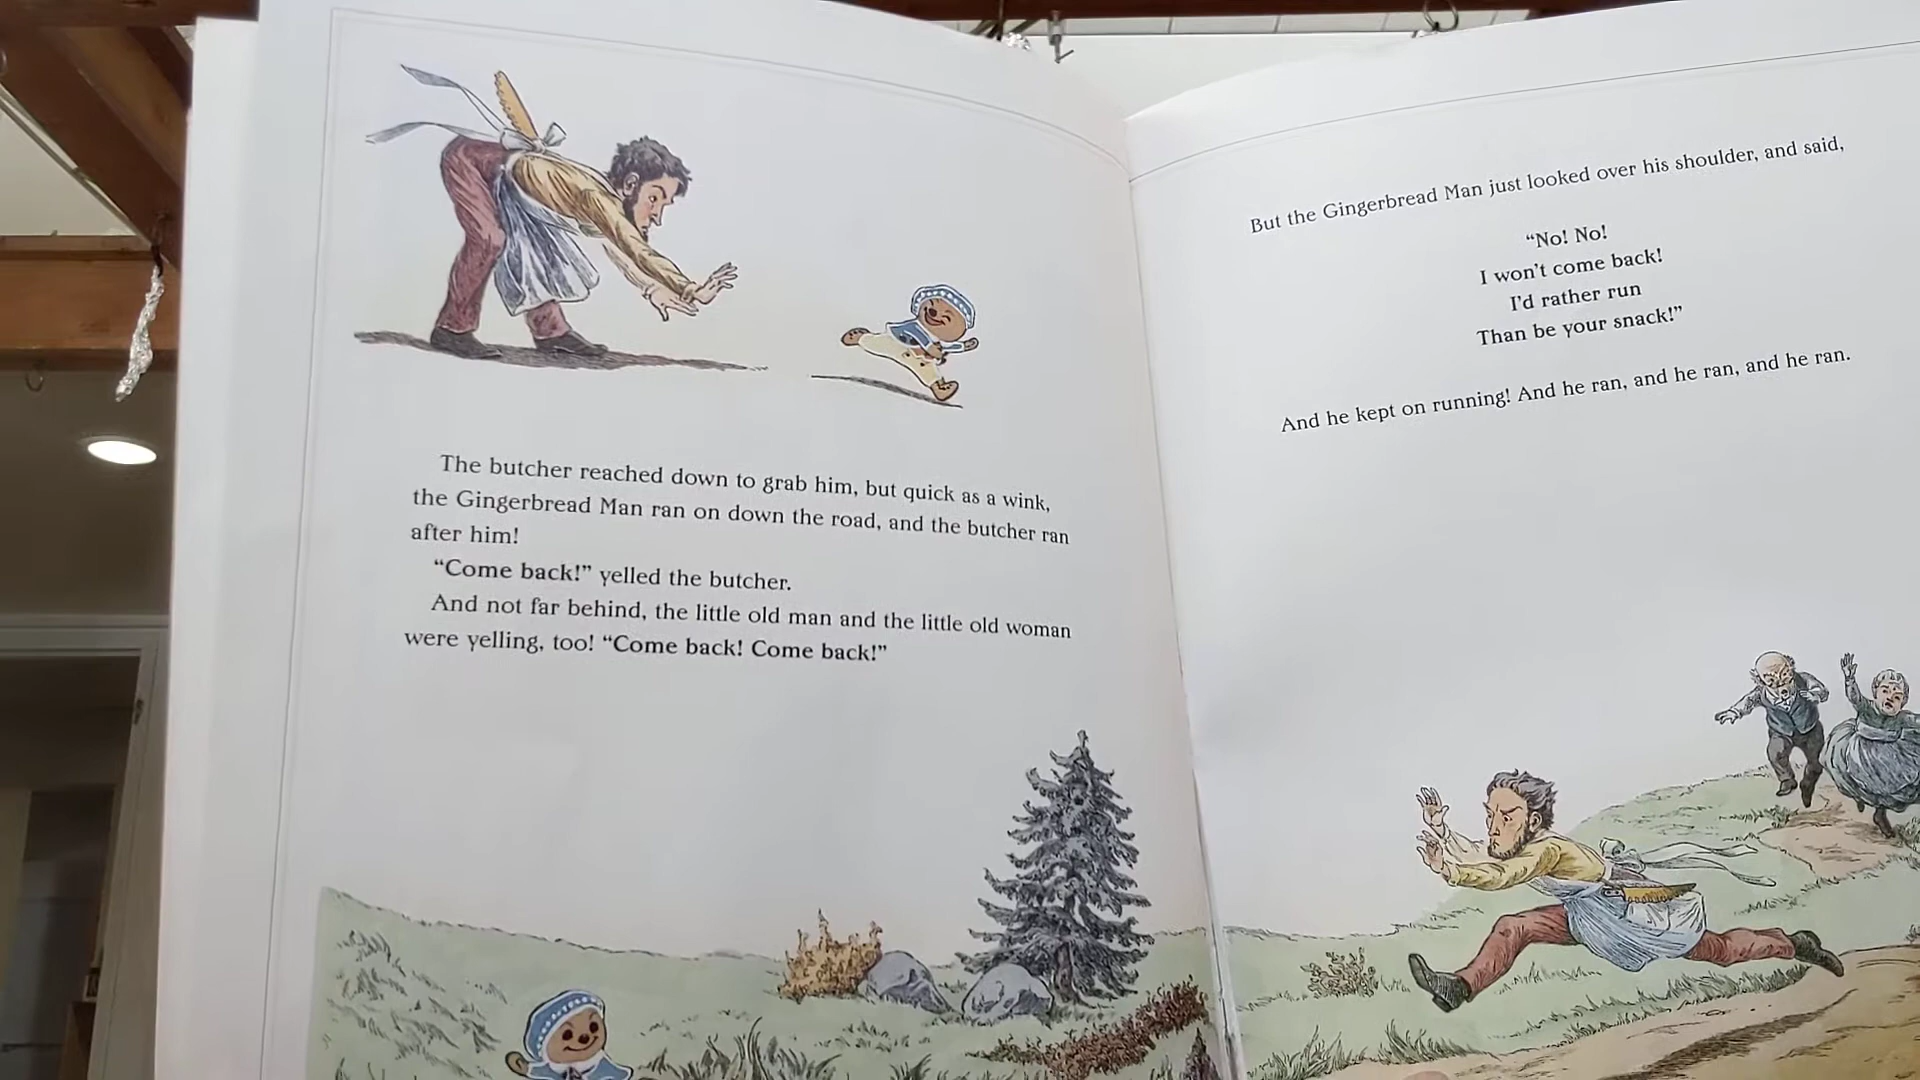 The butcher reached down to grab him, but quick as a wink,
the Gingerbread Man ran on down the road, and the butcher ran
after him!
“Come back!” yelled the butcher.
And not far behind, the little old man and the little old woman
were yelling, too! “Come back! Come back!”
But the Gingerbread Man just looked over his shoulder, and said,
“No! No!
I won’t come back!
I’d rather run
Than be your snack!”
And he kept on running! And he ran, and he ran, and he ran.